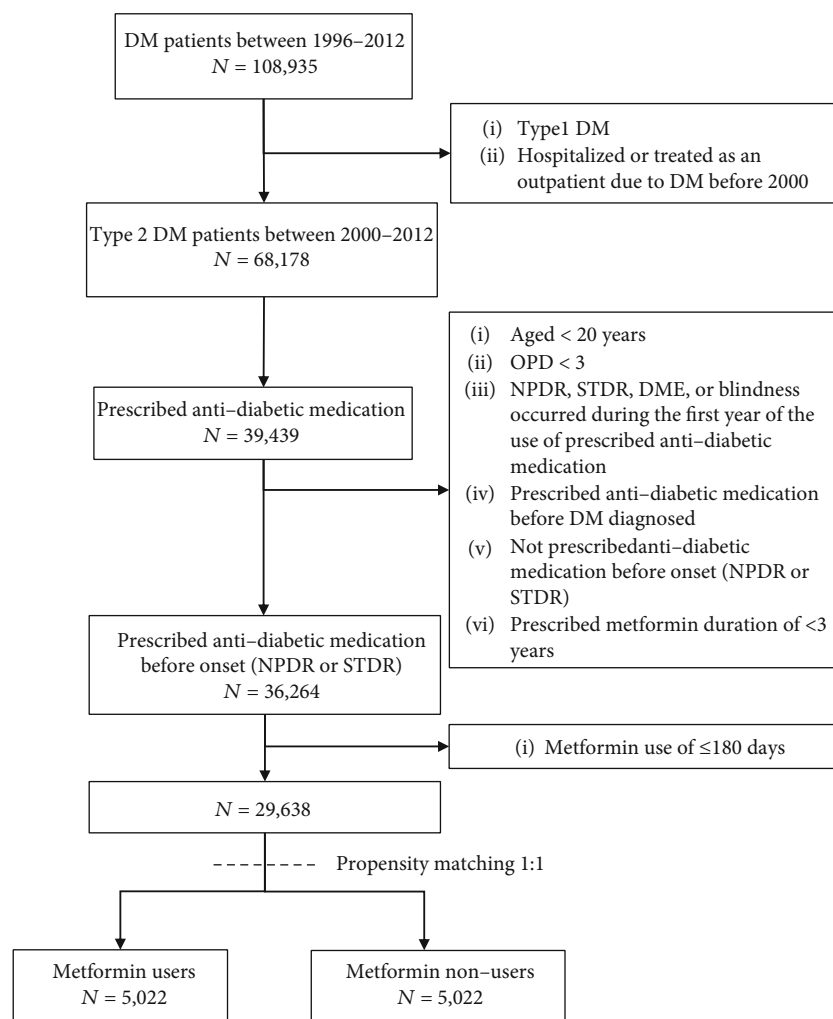 DM patients between 1996–2012
N = 108,935
(i) Type1 DM
(ii) Hospitalized or treated as an
outpatient due to DM before 2000
Type 2 DM patients between 2000–2012
N = 68,178
(i) Aged < 20 years
(ii) OPD < 3
(iii) NPDR, STDR, DME, or blindness
occurred during the first year of the
use of prescribed anti–diabetic
medication
(iv) Prescribed anti–diabetic medication
before DM diagnosed
(v) Not prescribedanti–diabetic
medication before onset (NPDR or
STDR)
(vi) Prescribed metformin duration of <3
years
Prescribed anti–diabetic medication
N = 39,439
Prescribed anti–diabetic medication
before onset (NPDR or STDR)
N = 36,264
(i) Metformin use of ≤180 days
N = 29,638
Propensity matching 1:1
Metformin users
N = 5,022
Metformin non–users
N = 5,022